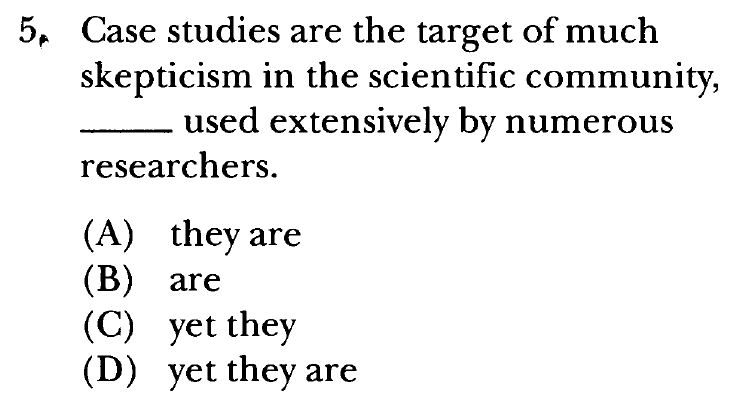 5. Case studies are the target of much
skepticism in the scientific community,
_____ used extensively by numerous
researchers.
(A) they are
(B) are
(C) yet they
(D) yet they are